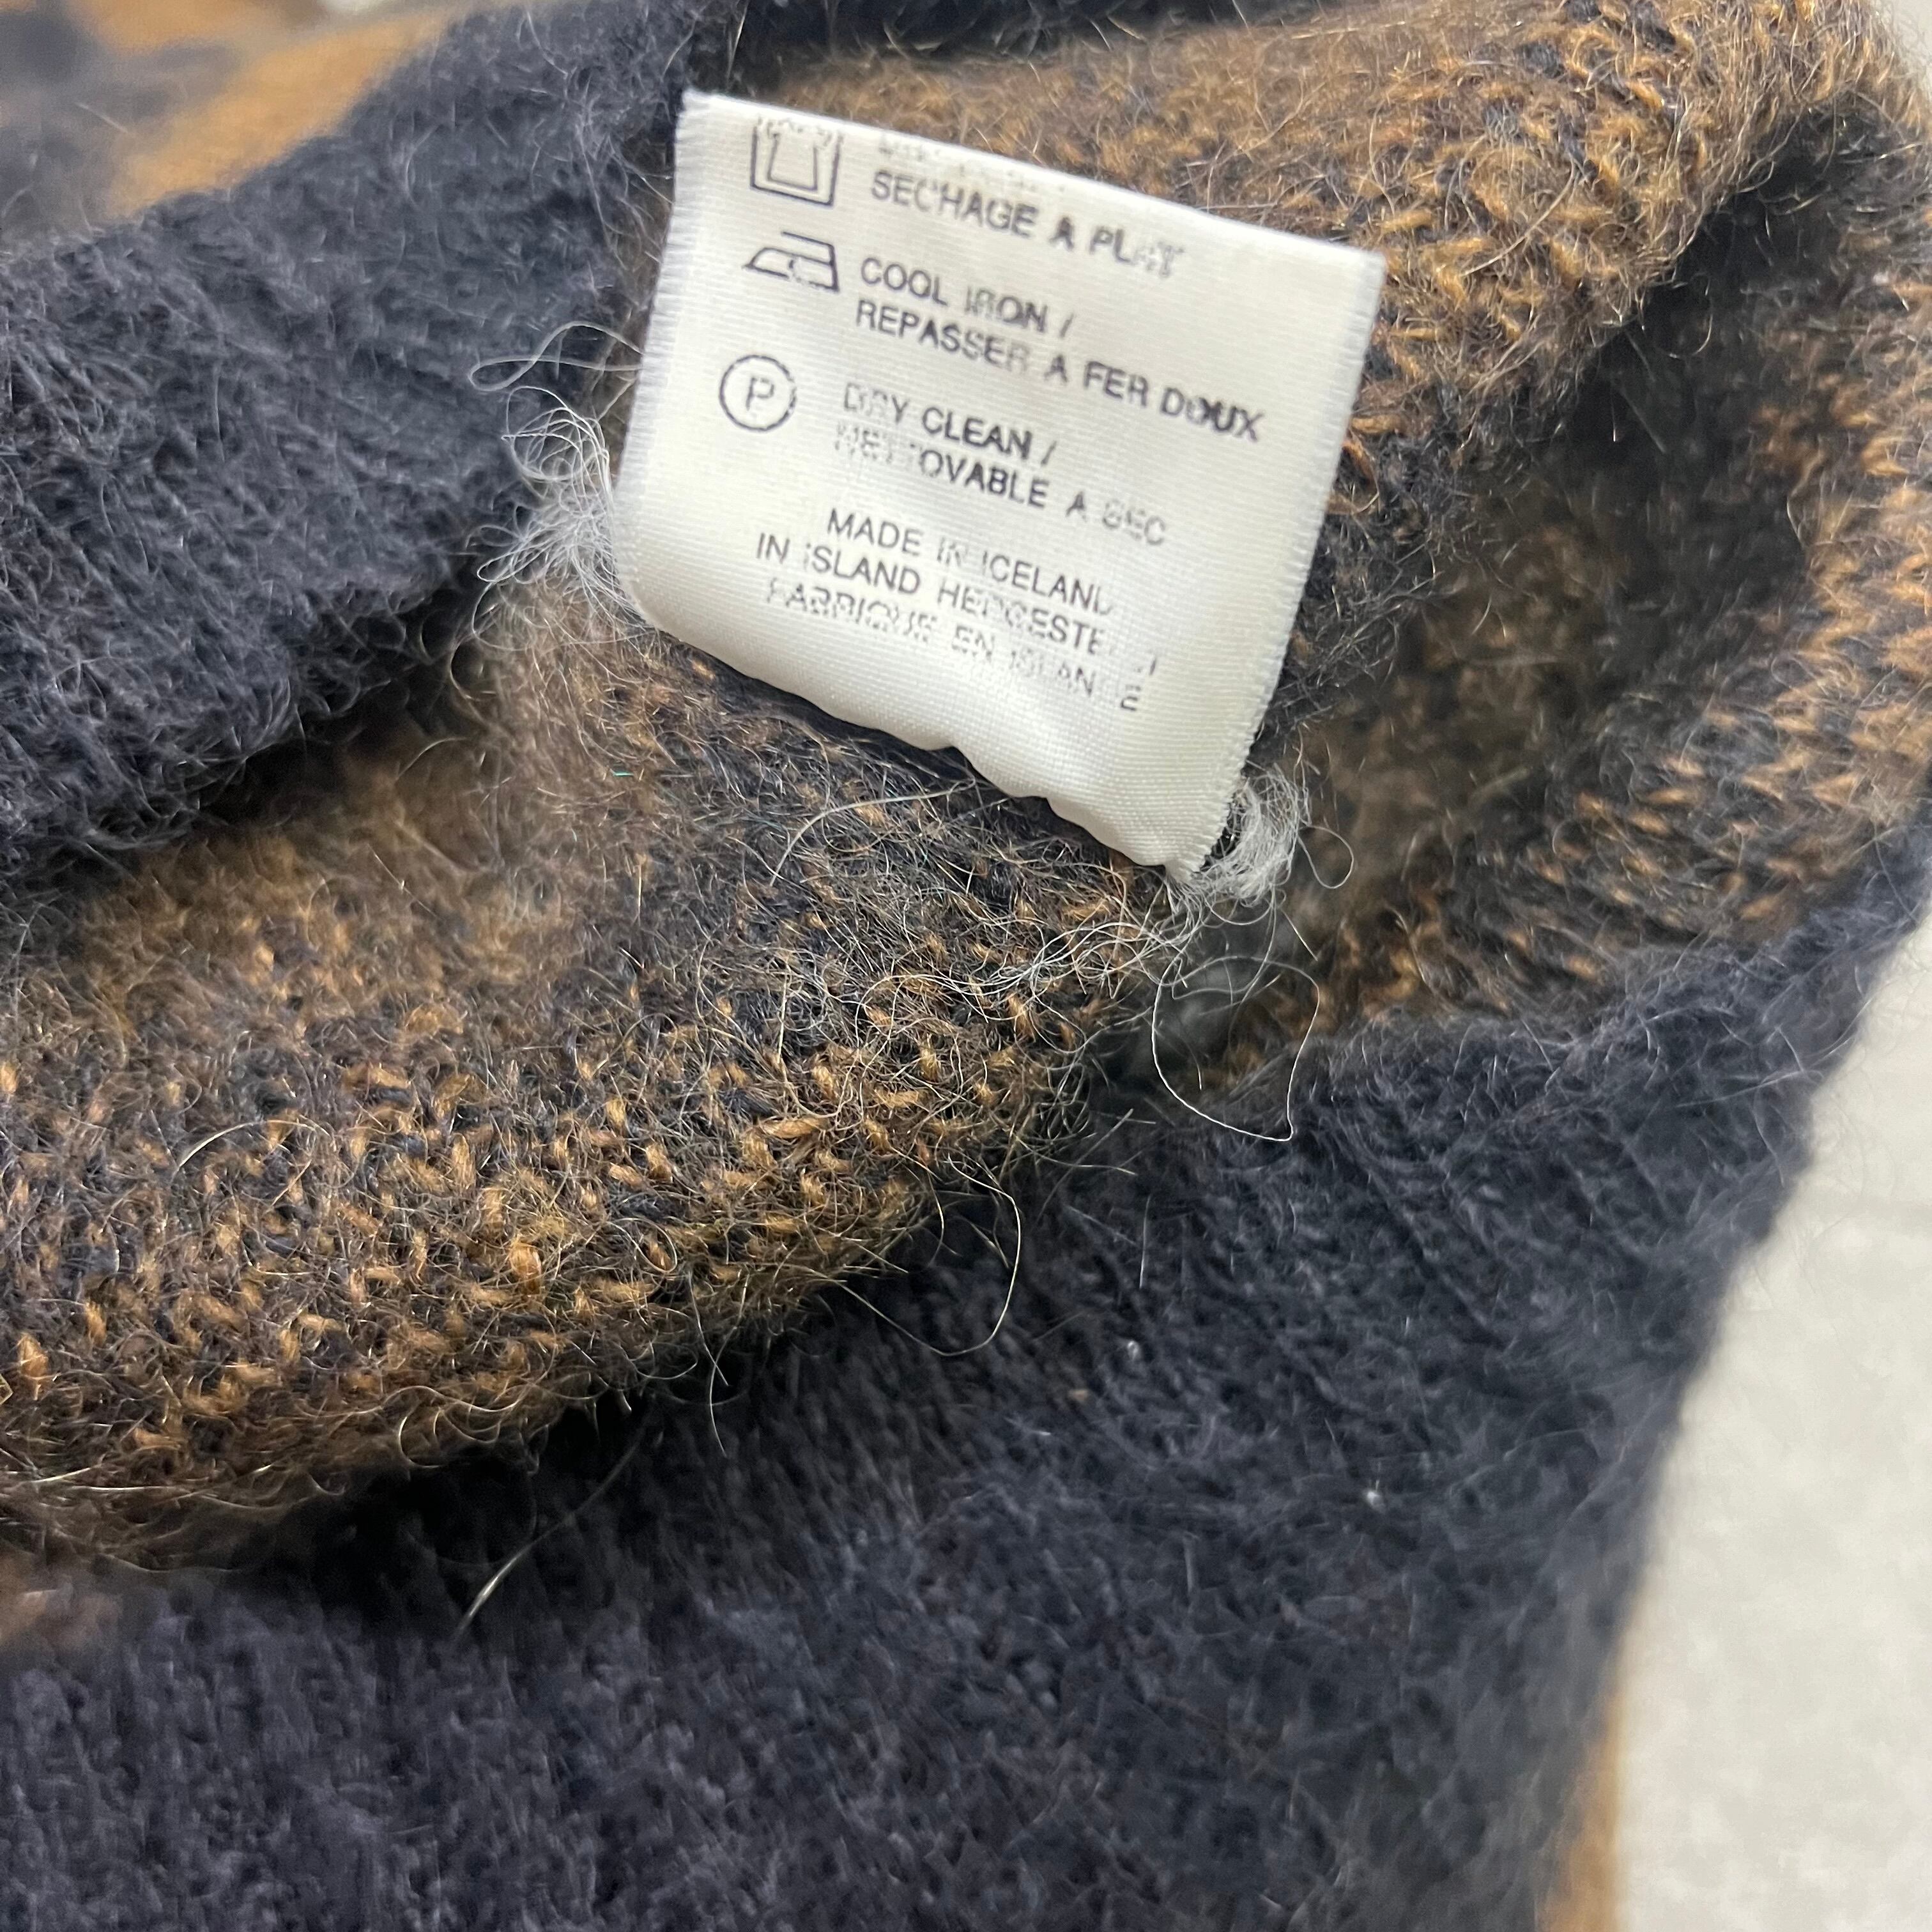 SECHAGE A PLAT
COOL IRON /
REPASSER A FER DOUX
P
DRY CLEAN /
NETTOYABLE A SEC
MADE IN ICELAND
IN ISLAND HERGESTELLT
FABRIQUE EN ISLANDE